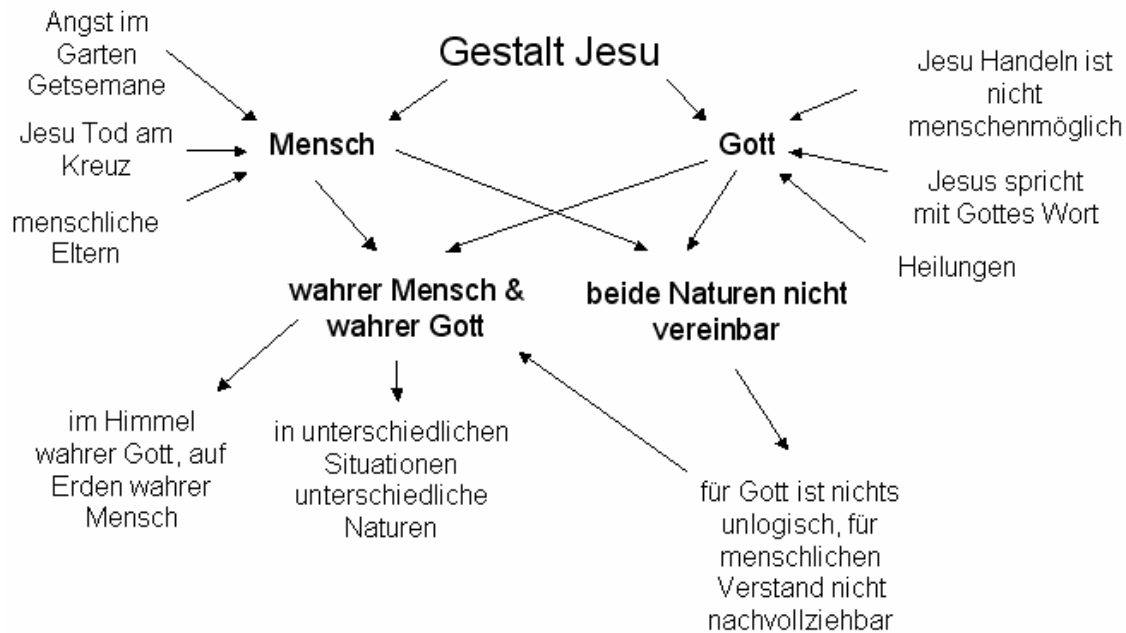 Angst im
Garten
Getsemane
Gestalt Jesu
Jesu Handeln ist
nicht
menschenmöglich
Jesu Tod am
Kreuz
Mensch
Gott
Jesus spricht
mit Gottes Wort
menschliche
Eltern
Heilungen
wahrer Mensch &
wahrer Gott
beide Naturen nicht
vereinbar
im Himmel
wahrer Gott, auf
Erden wahrer
Mensch
in unterschiedlichen
Situationen
unterschiedliche
Naturen
für Gott ist nichts
unlogisch, für
menschlichen
Verstand nicht
nachvollziehbar